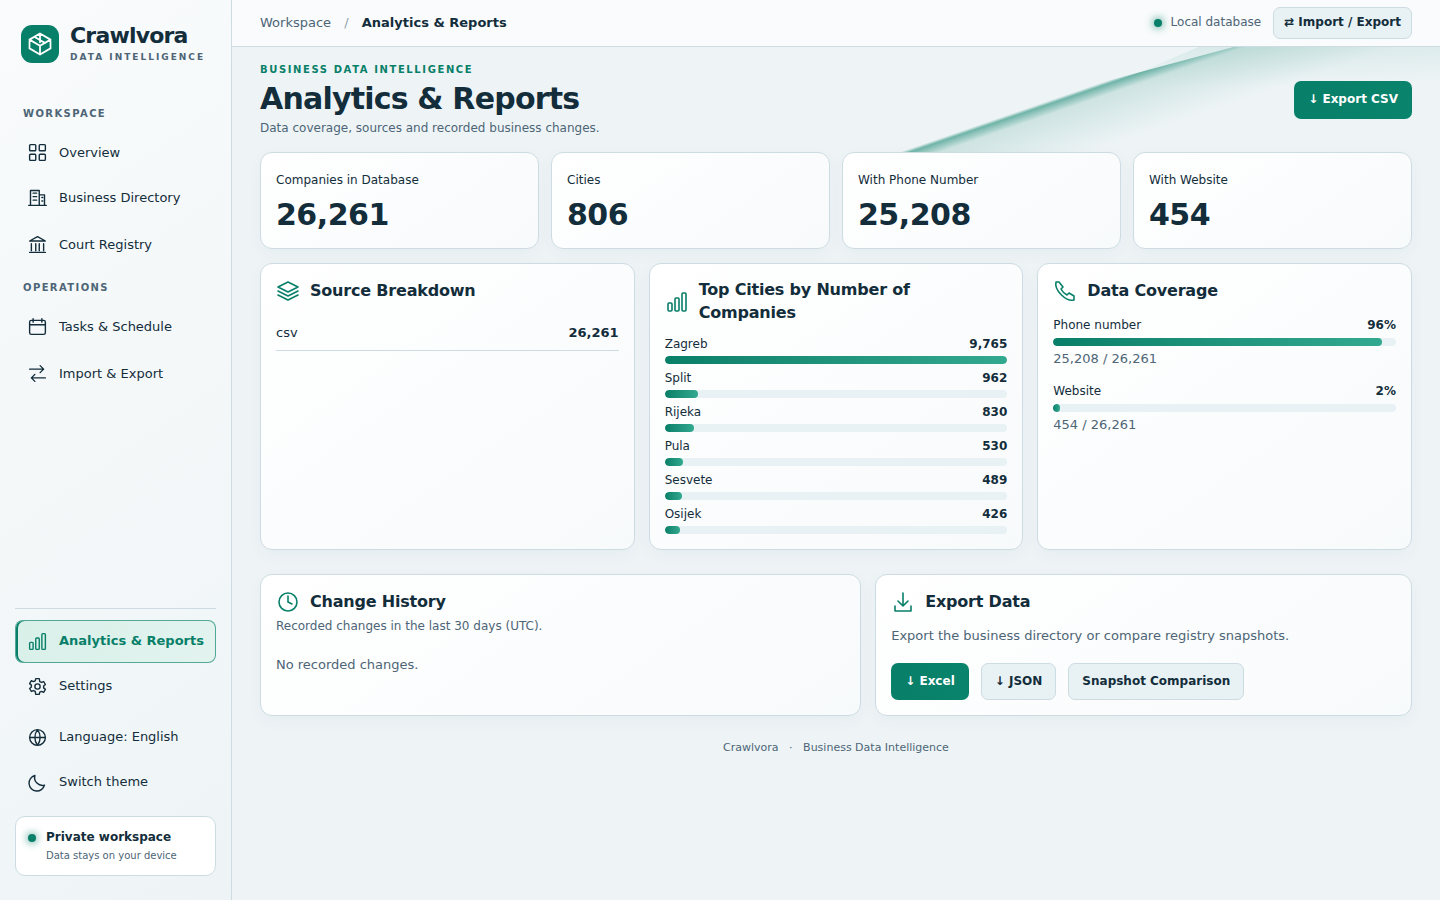 Crawlvora
DATA INTELLIGENCE
WORKSPACE
Overview
Business Directory
Court Registry
OPERATIONS
Tasks & Schedule
Import & Export
Analytics & Reports
Settings
Language: English
Switch theme
Private workspace
Data stays on your device
Workspace / Analytics & Reports
Local database
⇄ Import / Export
BUSINESS DATA INTELLIGENCE
Analytics & Reports
Data coverage, sources and recorded business changes.
↓ Export CSV
Companies in Database
26,261
Cities
806
With Phone Number
25,208
With Website
454
Source Breakdown
csv 26,261
Top Cities by Number of
Companies
Zagreb 9,765
Split 962
Rijeka 830
Pula 530
Sesvete 489
Osijek 426
Data Coverage
Phone number 96%
25,208 / 26,261
Website 2%
454 / 26,261
Change History
Recorded changes in the last 30 days (UTC).
No recorded changes.
Export Data
Export the business directory or compare registry snapshots.
↓ Excel
↓ JSON
Snapshot Comparison
Crawlvora · Business Data Intelligence